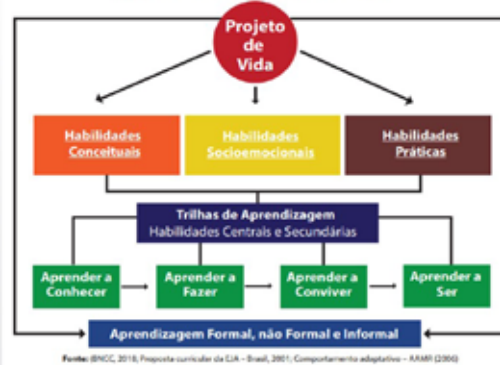 Projeto
de
Vida
Habilidades
Conceituais
Habilidades
Socioemocionais
Habilidades
Práticas
Trilhas de Aprendizagem
Habilidades Centrais e Secundárias
Aprender a
Conhecer
Aprender a
Fazer
Aprender a
Conviver
Aprender a
Ser
Aprendizagem Formal, não Formal e Informal
Fonte: (BNCC, 2018; Proposta curricular da EJA – Brasil, 2001; Comportamento adaptativo – AAMR (2006)